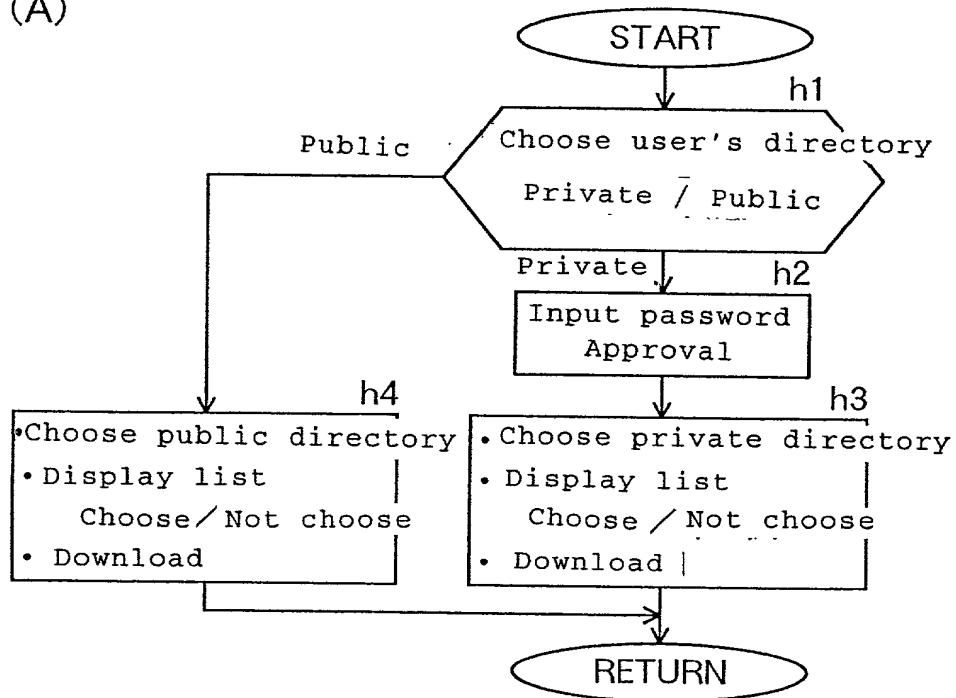 (A)
START
h1
Public
Choose user's directory
Private / Public
Private
h2
Input password
Approval
h4
h3
•Choose public directory
• Display list
Choose/Not choose
• Download
• Choose private directory
• Display list
Choose/Not choose
• Download
RETURN